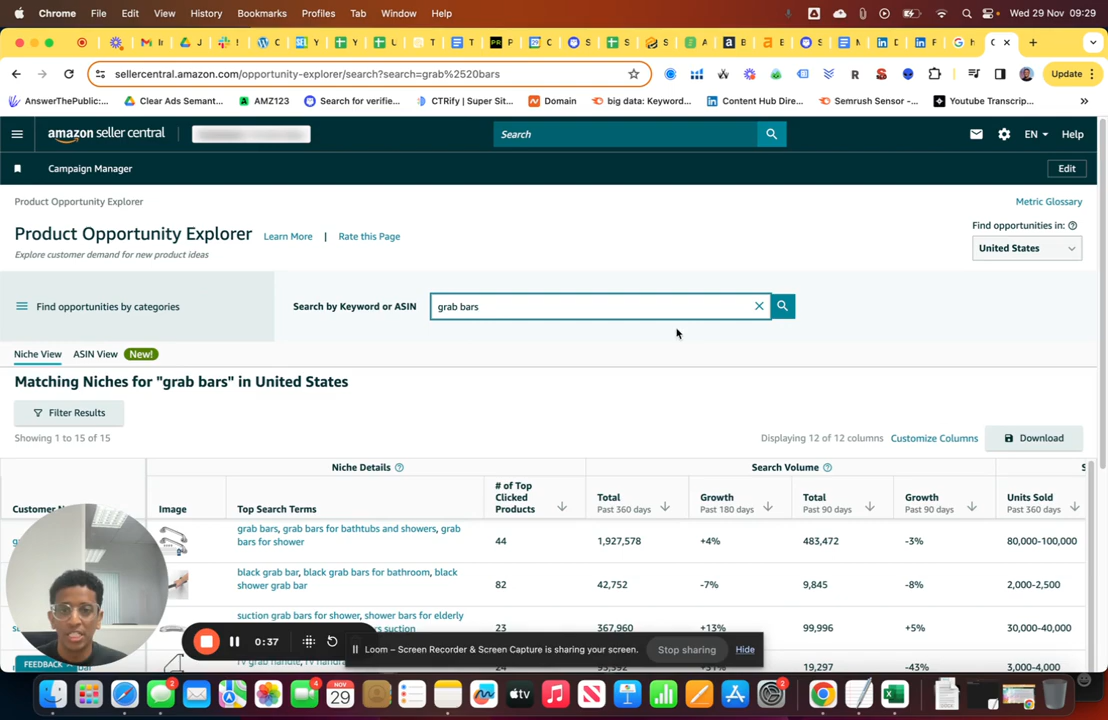 Chrome File Edit View History Bookmarks Profiles Tab Window Help Wed 29 Nov 09:29
sellercentral.amazon.com/opportunity-explorer/search?search=grab%2520bars Update
AnswerThePublic:... Clear Ads Semant... AMZ123 Search for verifie... CTRify | Super Sit... Domain big data: Keyword... Content Hub Dire... Semrush Sensor -... Youtube Transcrip... »
amazon seller central Search EN Help
Campaign Manager Edit
Product Opportunity Explorer Metric Glossary
Product Opportunity Explorer Learn More | Rate this Page Find opportunities in:
Explore customer demand for new product ideas United States
Find opportunities by categories Search by Keyword or ASIN grab bars
Niche View ASIN View New!
Matching Niches for "grab bars" in United States
Filter Results
Showing 1 to 15 of 15 Displaying 12 of 12 columns Customize Columns Download
Niche Details Search Volume
# of Top Clicked Products
Image Top Search Terms Total Past 360 days Growth Past 180 days Total Past 90 days Growth Past 90 days Units Sold Past 360 days
grab bars, grab bars for bathtubs and showers, grab bars for shower 44 1,927,578 +4% 483,472 -3% 80,000-100,000
black grab bar, black grab bars for bathroom, black shower grab bar 82 42,752 -7% 9,845 -8% 2,000-2,500
suction grab bars for shower, shower bars for elderly
suction 23 367,960 +13% 99,996 +5% 30,000-40,000
0:37 Loom – Screen Recorder & Screen Capture is sharing your screen. Stop sharing Hide
FEEDBACK 19,297 -43% 3,000-4,000